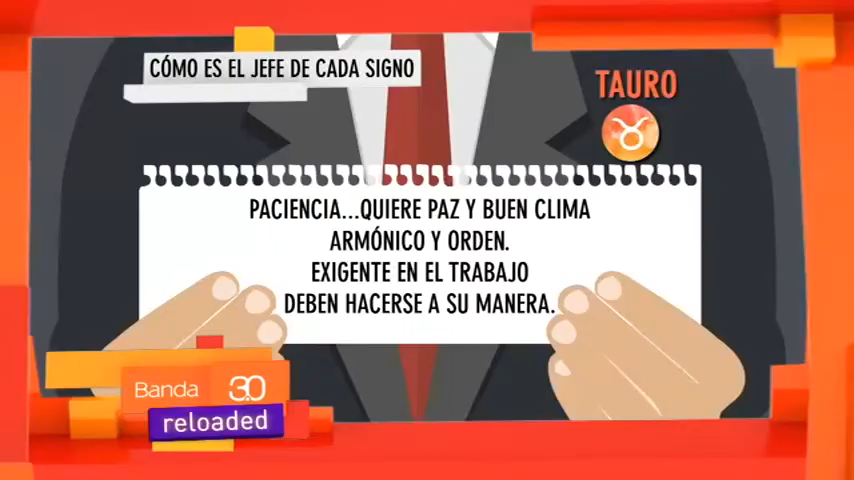 CÓMO ES EL JEFE DE CADA SIGNO
TAURO
PACIENCIA...QUIERE PAZ Y BUEN CLIMA
ARMÓNICO Y ORDEN.
EXIGENTE EN EL TRABAJO
DEBEN HACERSE A SU MANERA.
Banda 3.0
reloaded